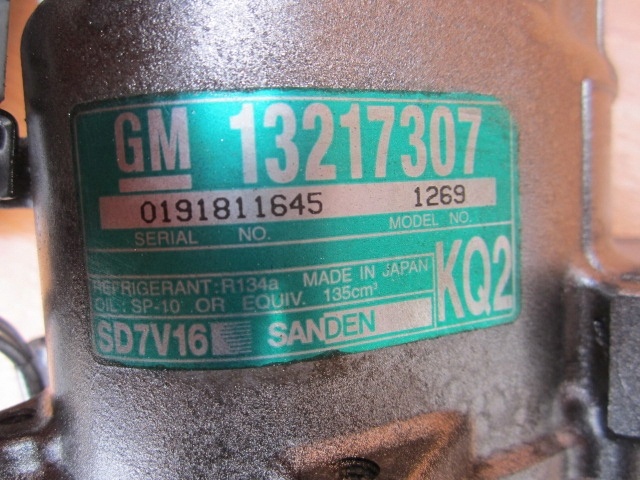 GM 13217307
0191811645 1269
SERIAL NO. MODEL NO.
REFRIGERANT:R134a MADE IN JAPAN
OIL: SP-10 OR EQUIV. 135cm³
KQ2
SD7V16 SANDEN